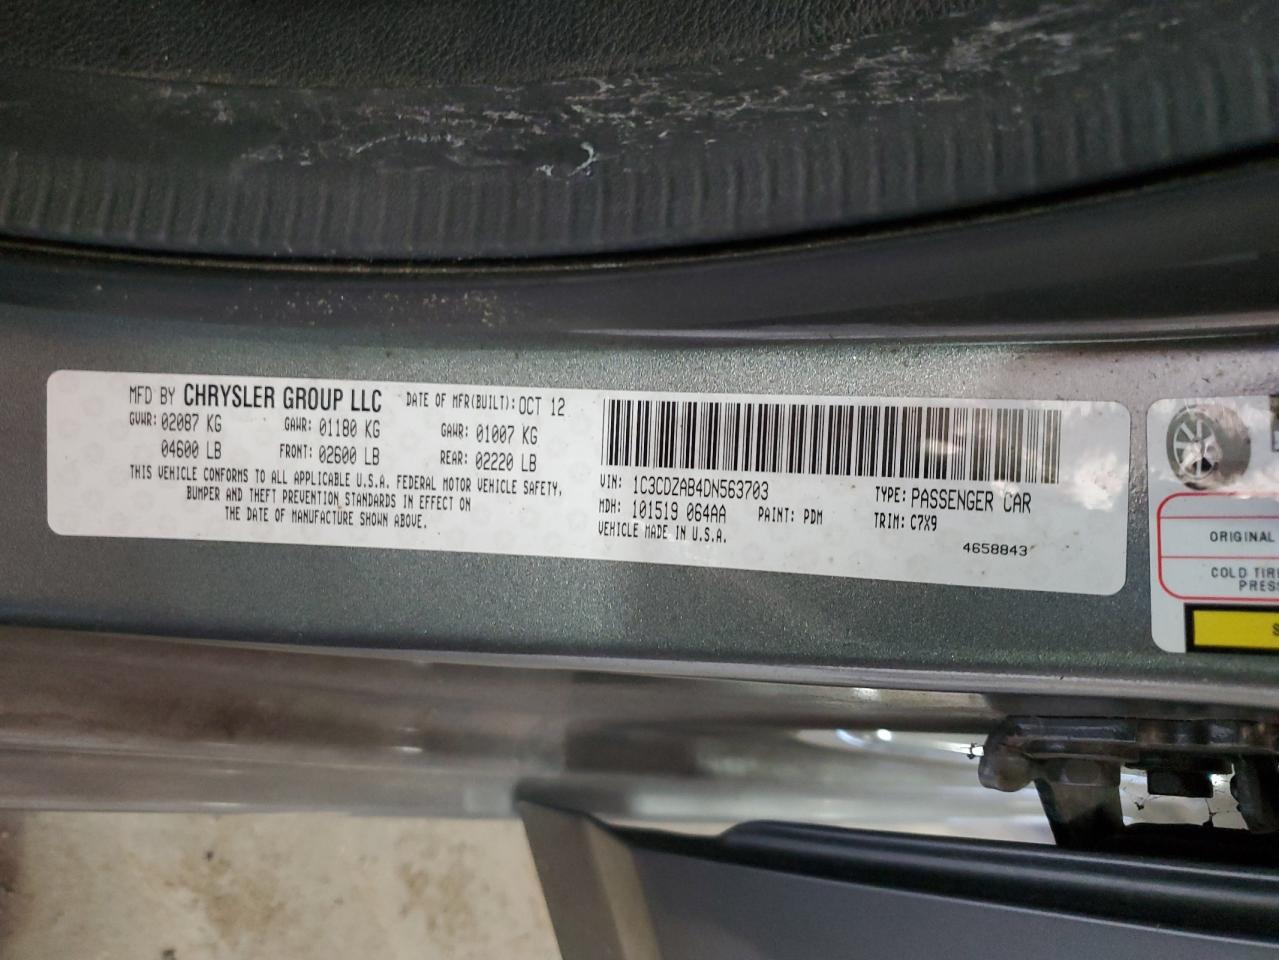 MFD BY CHRYSLER GROUP LLC DATE OF MFR(BUILT): OCT 12
GVWR: 02087 KG GAWR: 01180 KG GAWR: 01007 KG
04600 LB FRONT: 02600 LB REAR: 02220 LB
THIS VEHICLE CONFORMS TO ALL APPLICABLE U.S.A. FEDERAL MOTOR VEHICLE SAFETY,
BUMPER AND THEFT PREVENTION STANDARDS IN EFFECT ON
THE DATE OF MANUFACTURE SHOWN ABOVE.
VIN: 1C3CDZAB4DN563703 TYPE: PASSENGER CAR
MDH: 101519 064AA PAINT: PDM TRIM: C7X9
VEHICLE MADE IN U.S.A.
4658843
ORIGINAL
COLD TIRE
PRESS